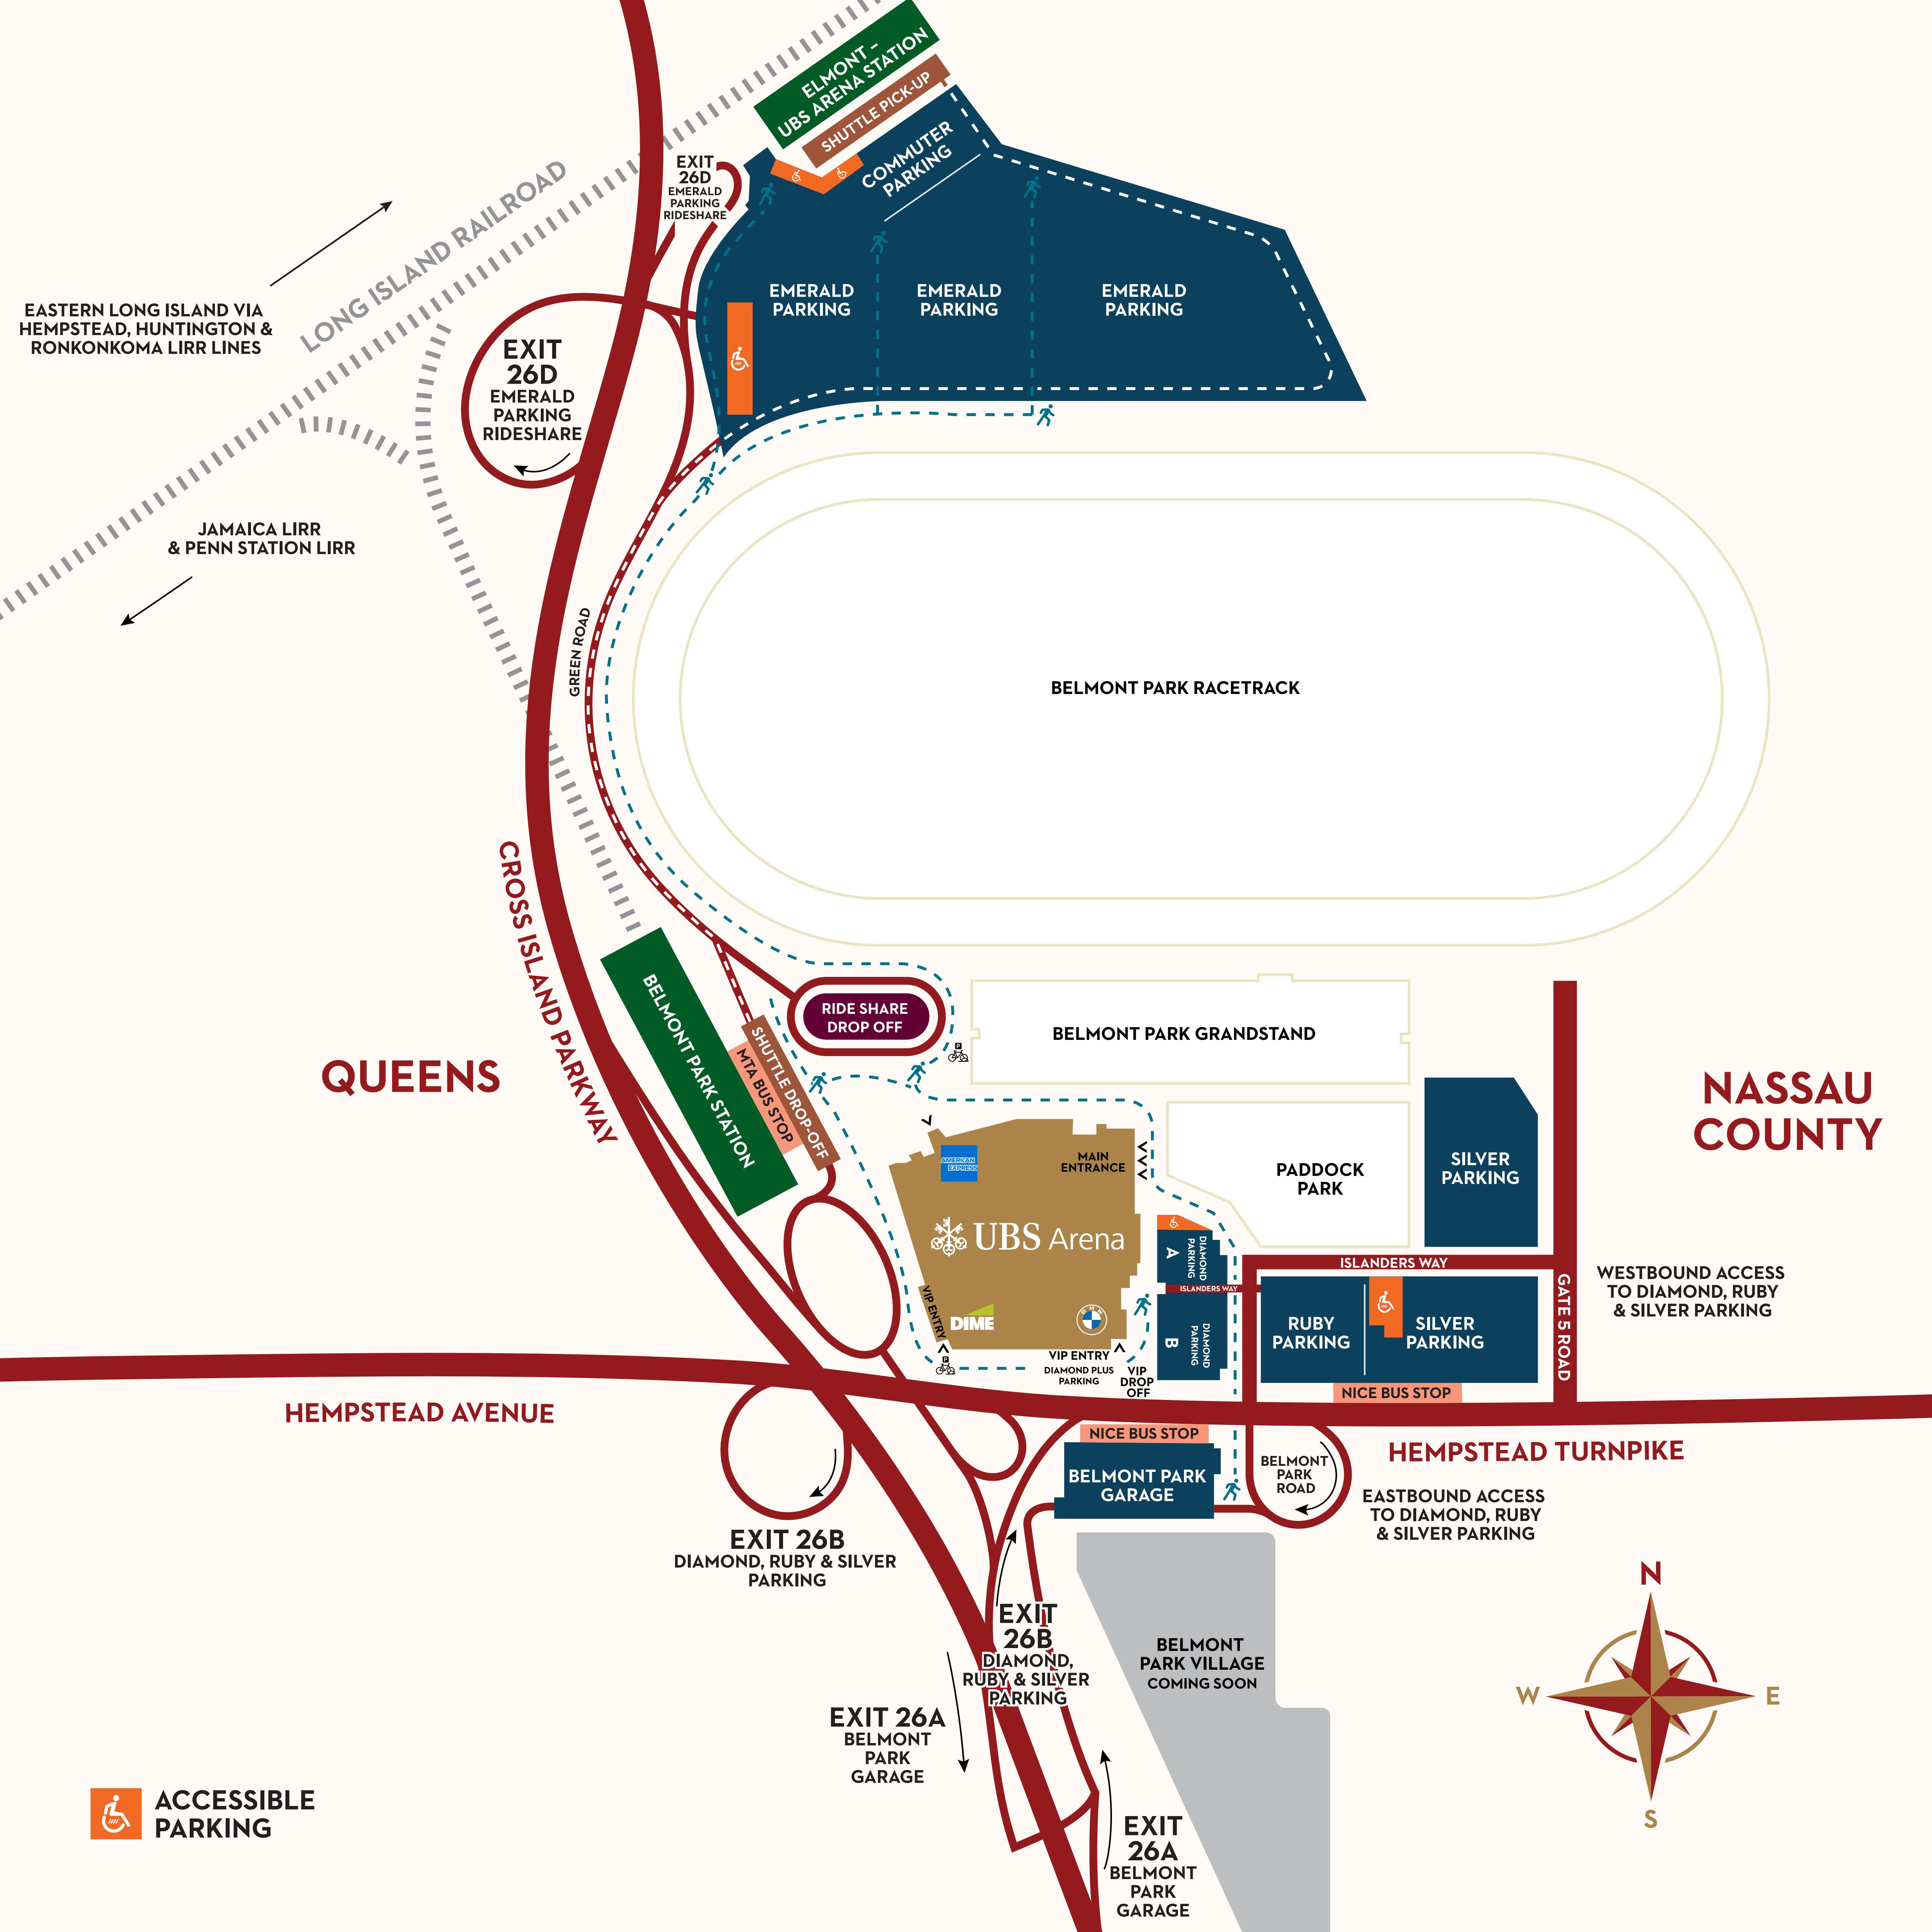 ELMONT –
UBS ARENA STATION
SHUTTLE PICK-UP
COMMUTER
PARKING
EXIT
26D
EMERALD
PARKING
RIDESHARE
LONG ISLAND RAILROAD
EASTERN LONG ISLAND VIA
HEMPSTEAD, HUNTINGTON &
RONKONKOMA LIRR LINES
EMERALD
PARKING
EMERALD
PARKING
EMERALD
PARKING
EXIT
26D
EMERALD
PARKING
RIDESHARE
JAMAICA LIRR
& PENN STATION LIRR
GREEN ROAD
BELMONT PARK RACETRACK
CROSS ISLAND PARKWAY
QUEENS
BELMONT PARK STATION
MTA BUS STOP
SHUTTLE DROP-OFF
RIDE SHARE
DROP OFF
P
BELMONT PARK GRANDSTAND
NASSAU
COUNTY
AMERICAN
EXPRESS
MAIN
ENTRANCE
PADDOCK
PARK
SILVER
PARKING
UBS Arena
A
DIAMOND
PARKING
ISLANDERS WAY
ISLANDERS WAY
GATE 5 ROAD
WESTBOUND ACCESS
TO DIAMOND, RUBY
& SILVER PARKING
VIP ENTRY
DIME
BMW
B
DIAMOND
PARKING
RUBY
PARKING
SILVER
PARKING
P
VIP ENTRY
DIAMOND PLUS
PARKING
VIP
DROP
OFF
NICE BUS STOP
HEMPSTEAD AVENUE
HEMPSTEAD TURNPIKE
NICE BUS STOP
BELMONT PARK
GARAGE
BELMONT
PARK
ROAD
EASTBOUND ACCESS
TO DIAMOND, RUBY
& SILVER PARKING
EXIT 26B
DIAMOND, RUBY & SILVER
PARKING
EXIT
26B
DIAMOND,
RUBY & SILVER
PARKING
BELMONT
PARK VILLAGE
COMING SOON
EXIT 26A
BELMONT
PARK
GARAGE
EXIT
26A
BELMONT
PARK
GARAGE
N
W
E
S
ACCESSIBLE
PARKING